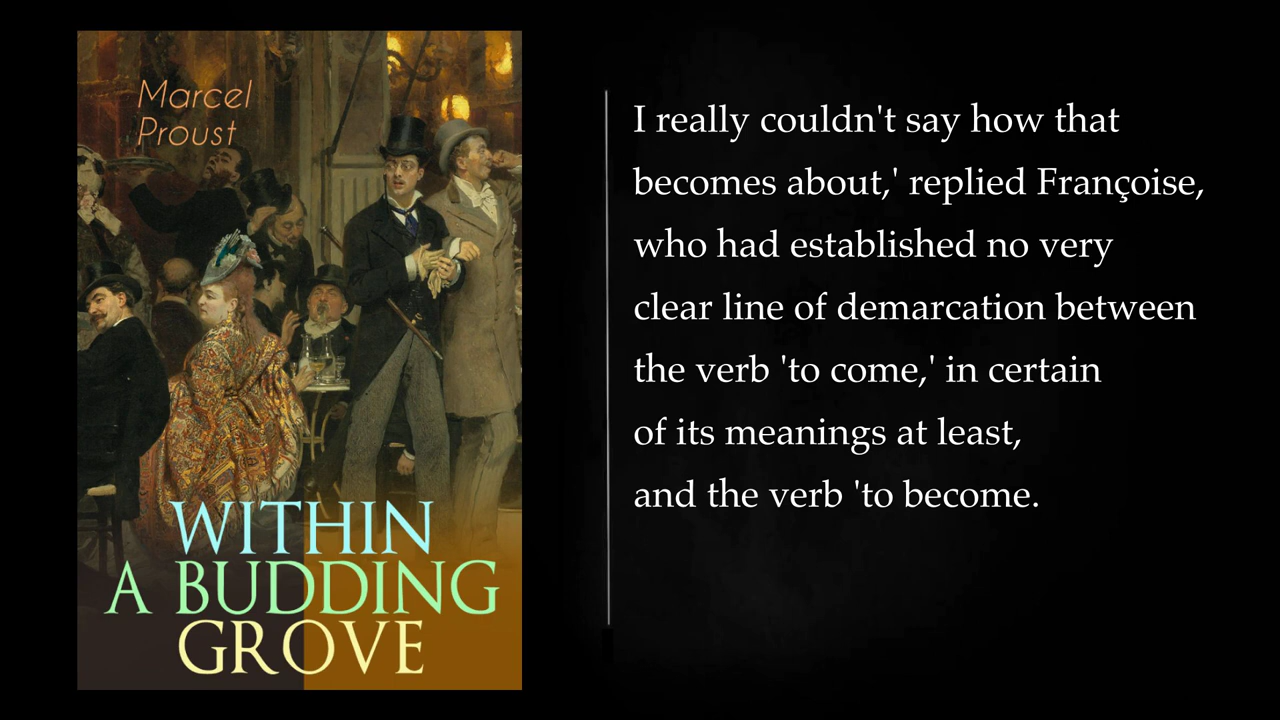 Marcel
Proust
WITHIN
A BUDDING
GROVE
I really couldn't say how that
becomes about,' replied Françoise,
who had established no very
clear line of demarcation between
the verb 'to come,' in certain
of its meanings at least,
and the verb 'to become.